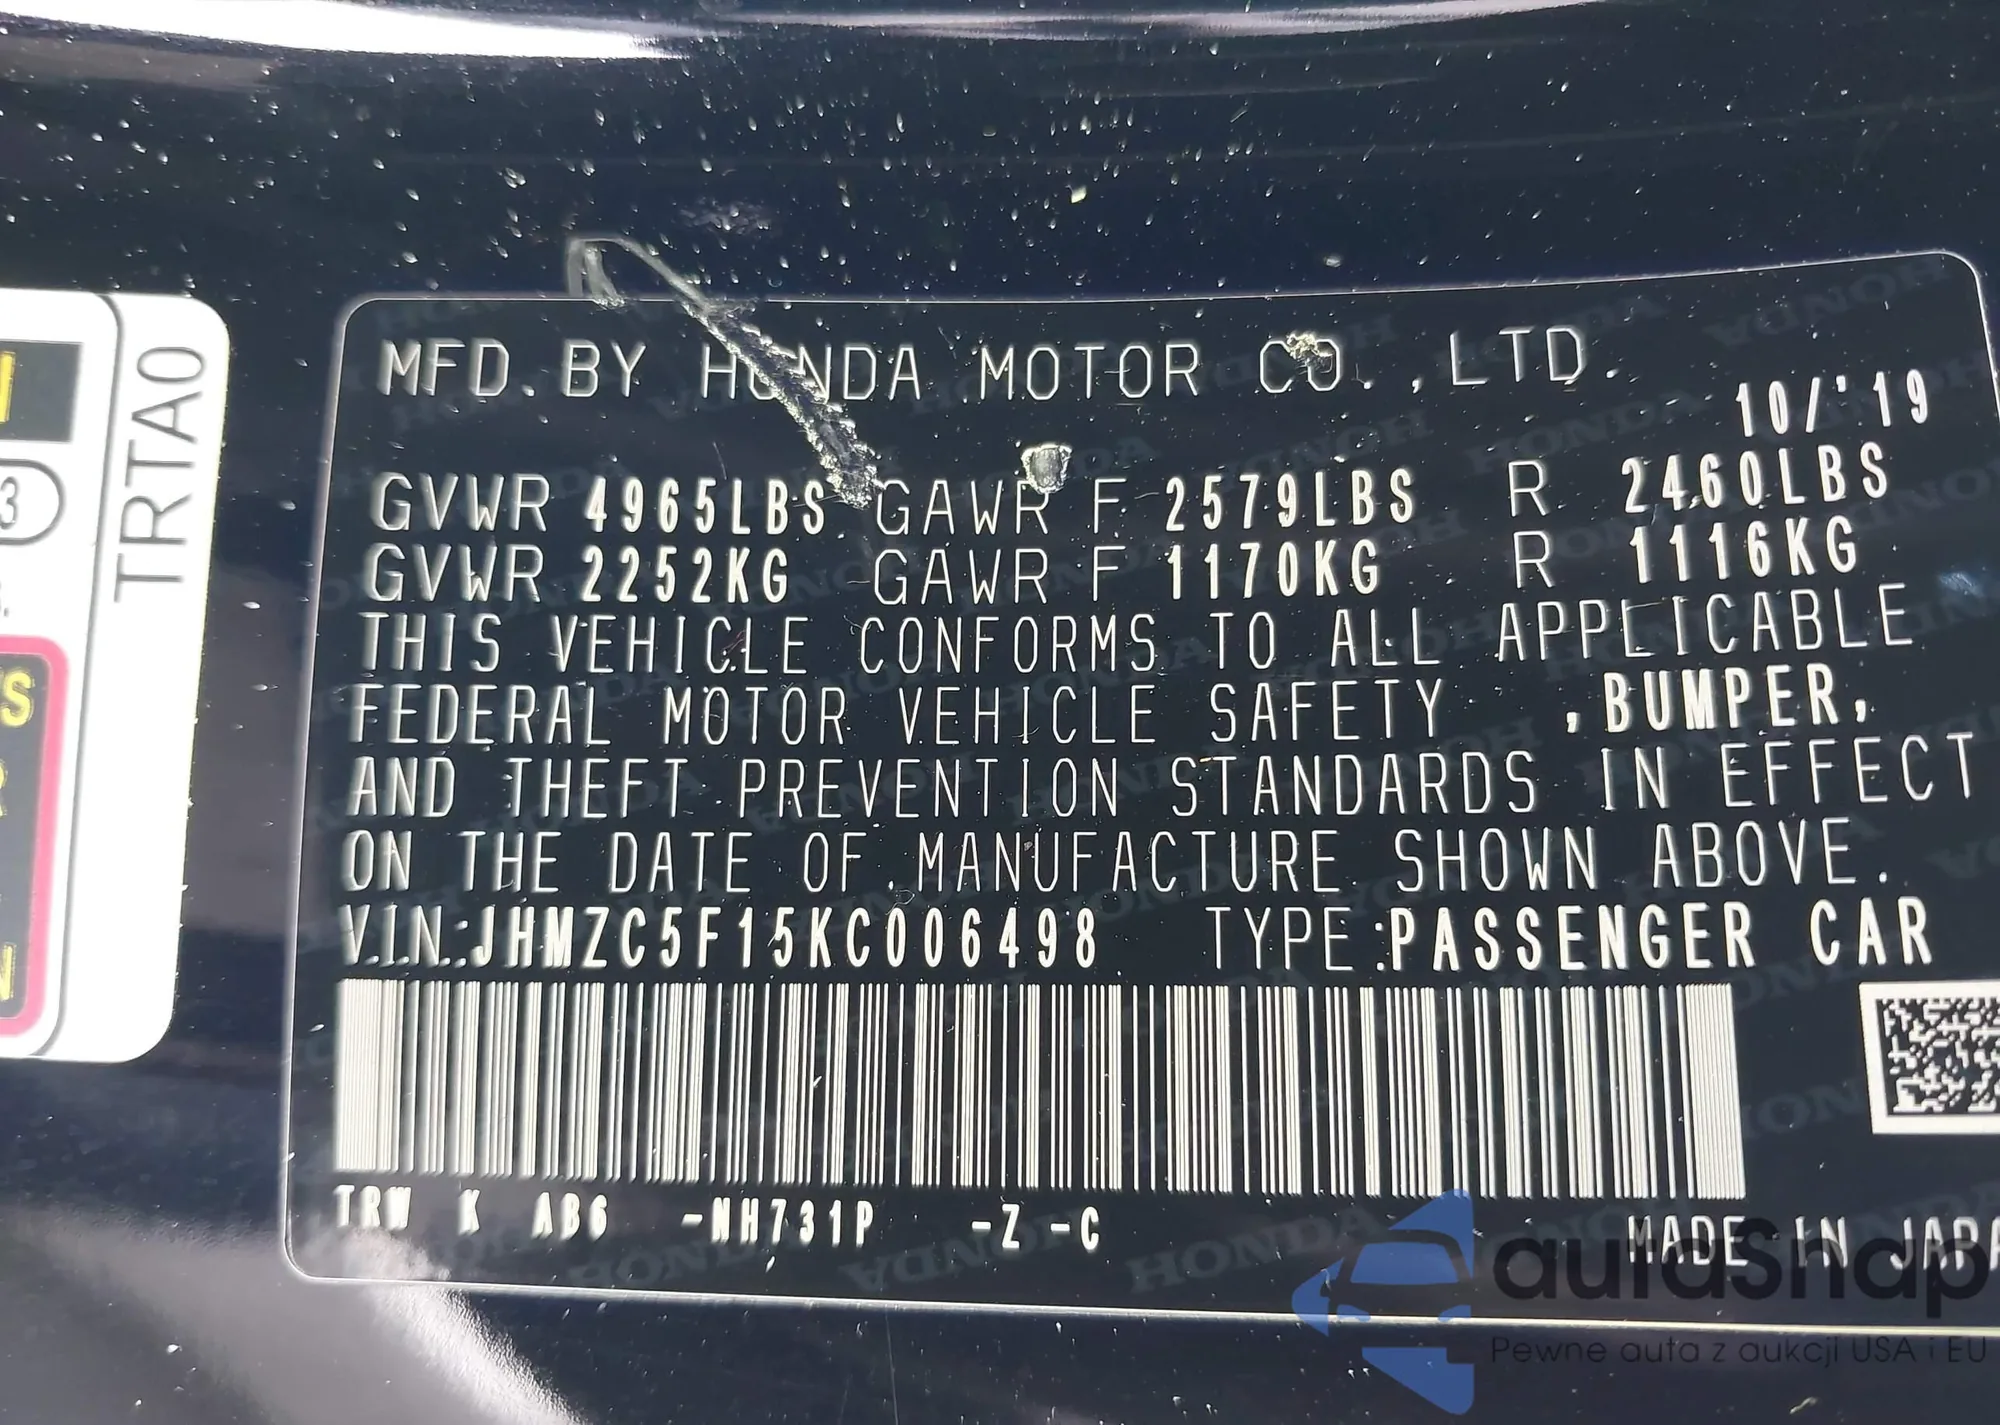 TRTA0
3
S
R
N
MFD. BY HONDA MOTOR CO., LTD.
10/'19
GVWR 4965LBS GAWR F 2579LBS R 2460LBS
GVWR 2252KG GAWR F 1170KG R 1116KG
THIS VEHICLE CONFORMS TO ALL APPLICABLE
FEDERAL MOTOR VEHICLE SAFETY ,BUMPER,
AND THEFT PREVENTION STANDARDS IN EFFECT
ON THE DATE OF MANUFACTURE SHOWN ABOVE.
V.I.N.:JHMZC5F15KC006498 TYPE:PASSENGER CAR
TRW K AB6 -NH731P -Z -C
MADE IN JAPA
autaSnap
Pewne auta z aukcji USA i EU